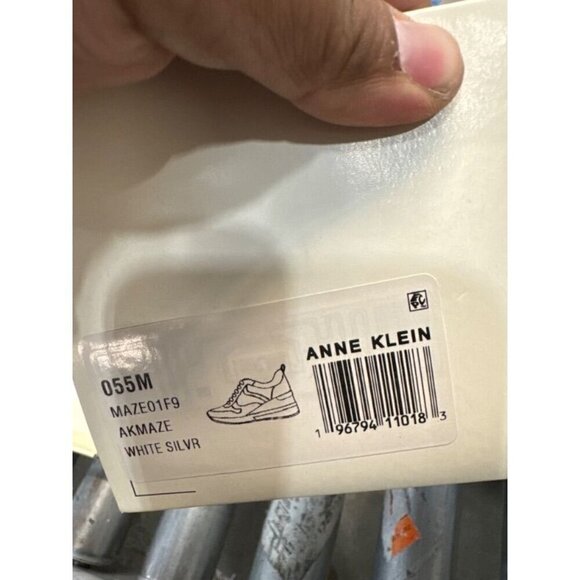 055M
MAZE01F9
AKMAZE
WHITE SILVR
ANNE KLEIN
1 96794 11018 3